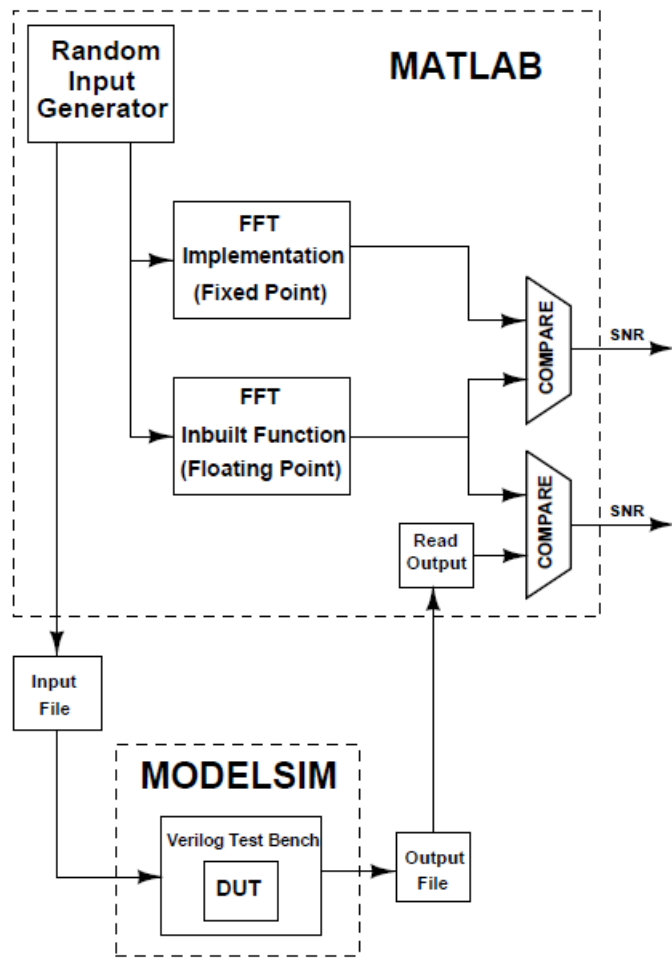 Random
Input
Generator
MATLAB
FFT
Implementation
(Fixed Point)
COMPARE
SNR
FFT
Inbuilt Function
(Floating Point)
COMPARE
SNR
Read
Output
Input
File
MODELSIM
Verilog Test Bench
DUT
Output
File